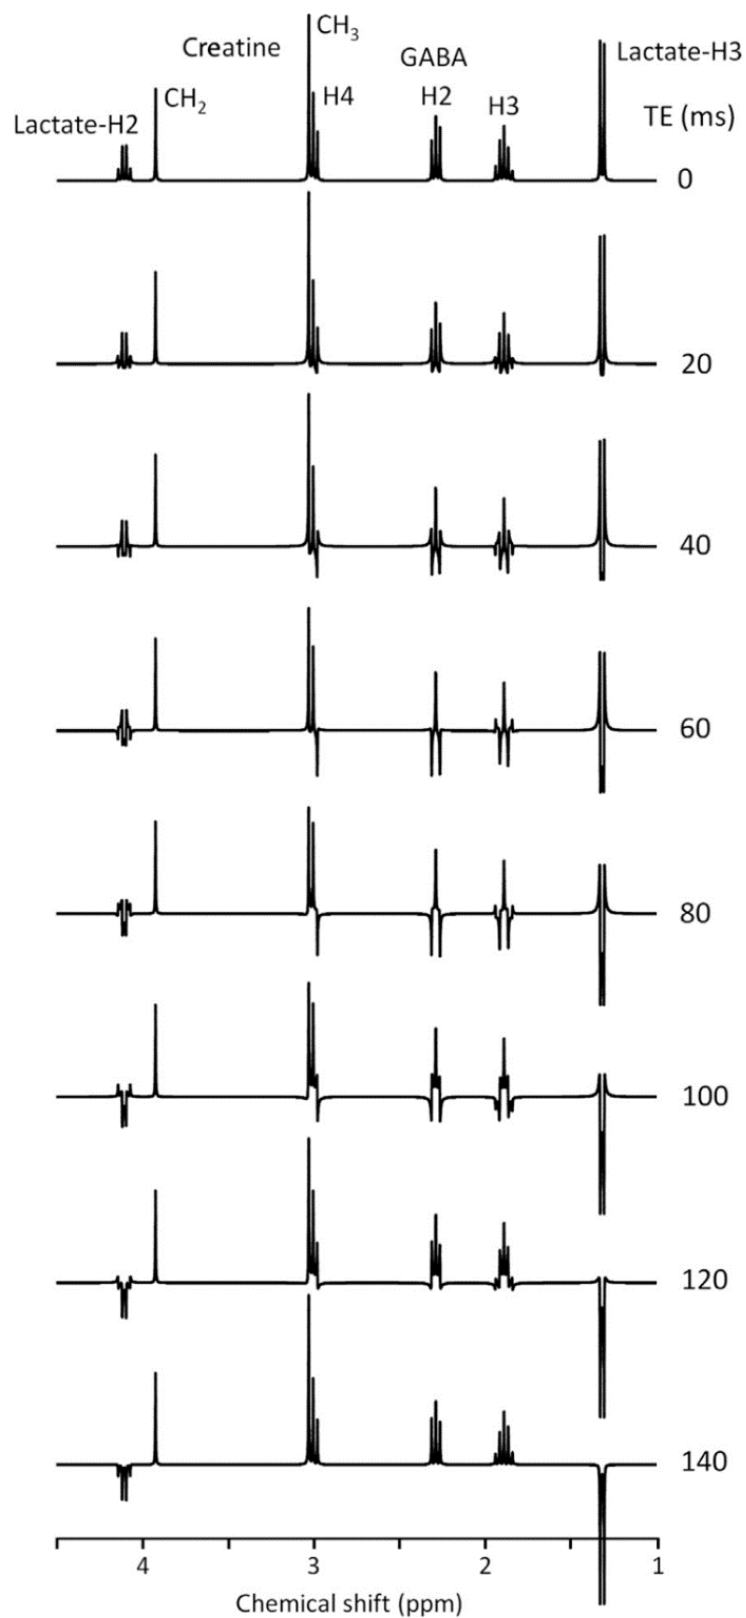 CH₃
Creatine
GABA
Lactate-H3
CH₂
H4
H2
H3
TE (ms)
Lactate-H2
0
20
40
60
80
100
120
140
4 3 2 1
Chemical shift (ppm)